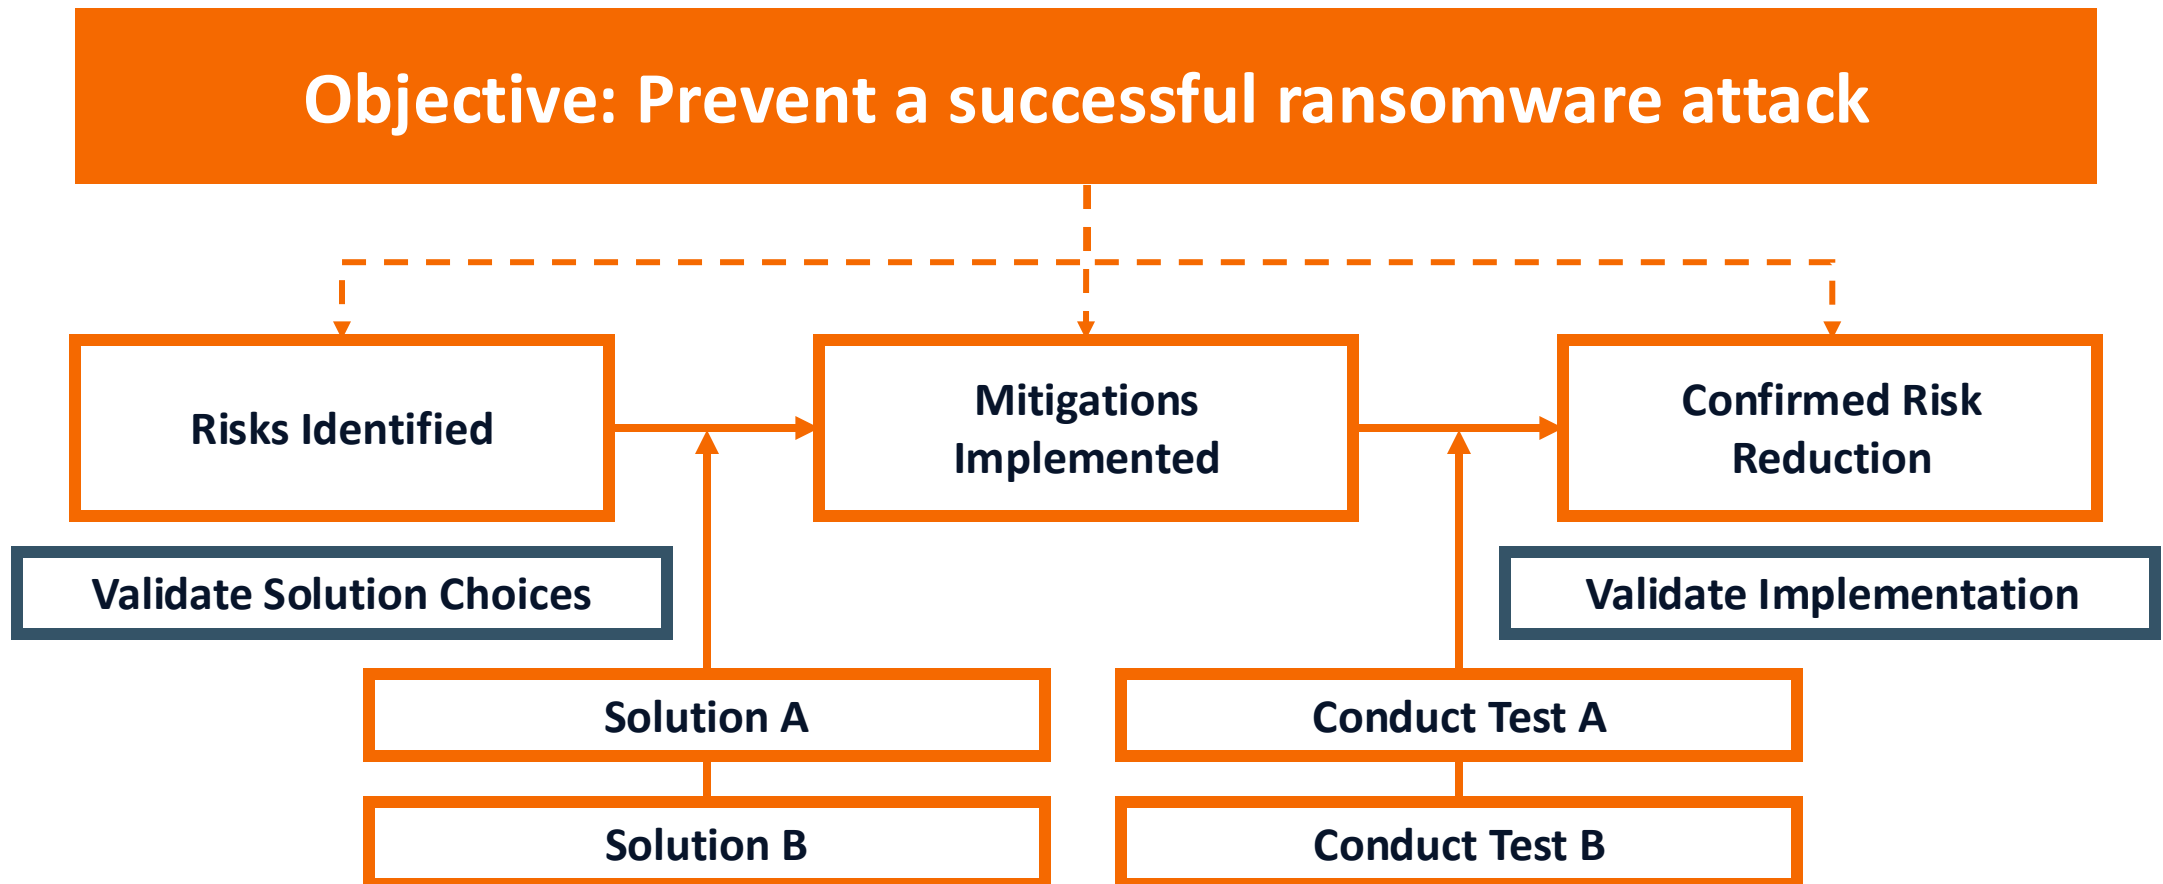 Objective: Prevent a successful ransomware attack
Risks Identified
Mitigations
Implemented
Confirmed Risk
Reduction
Validate Solution Choices
Validate Implementation
Solution A
Conduct Test A
Solution B
Conduct Test B